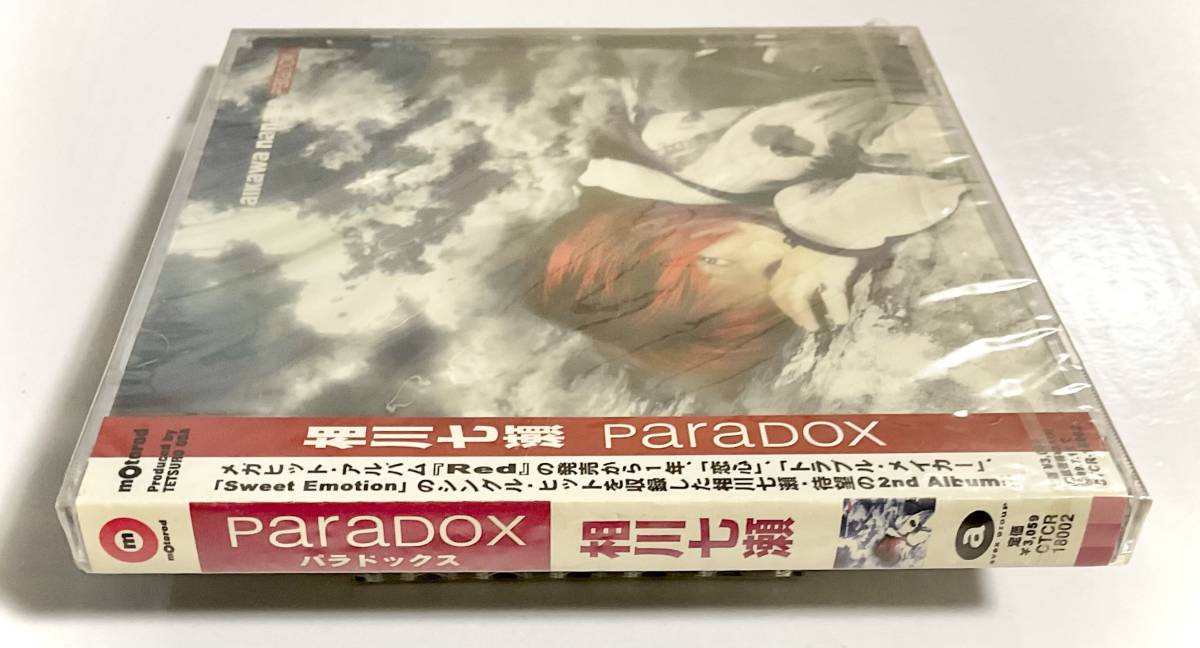 aikawa nanase
PARADOX
mOtorod
Produced by
TETSURO ODA
相川七瀬 ParaDOX
メガヒット・アルバム『Red』の発売から1年、「恋心」、「トラブル・メイカー」、
「Sweet Emotion」のシングル・ヒットを収録した相川七瀬・待望の2nd Album
m
mOtorod
ParaDOX
パラドックス
相川七瀬
a
avex group
定価
¥3,059
CTCR
18002